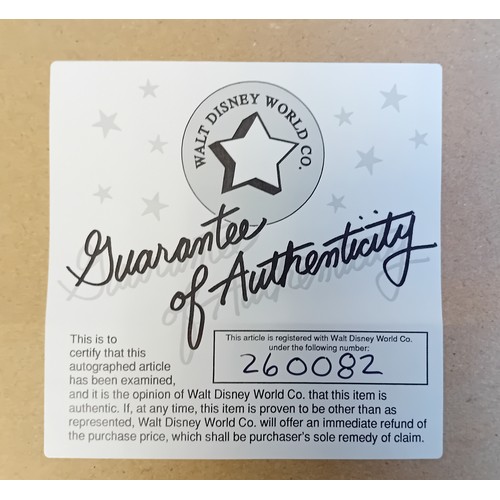 WALT DISNEY WORLD CO.
Guarantee
of Authenticity
This is to
certify that this
autographed article
has been examined,
This article is registered with Walt Disney World Co.
under the following number:
260082
and it is the opinion of Walt Disney World Co. that this item is
authentic. If, at any time, this item is proven to be other than as
represented, Walt Disney World Co. will offer an immediate refund of
the purchase price, which shall be purchaser's sole remedy of claim.